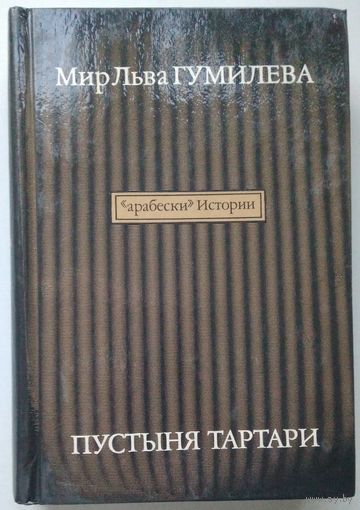 Мир Льва ГУМИЛЕВА
«арабески» Истории
ПУСТЫНЯ ТАРТАРИ